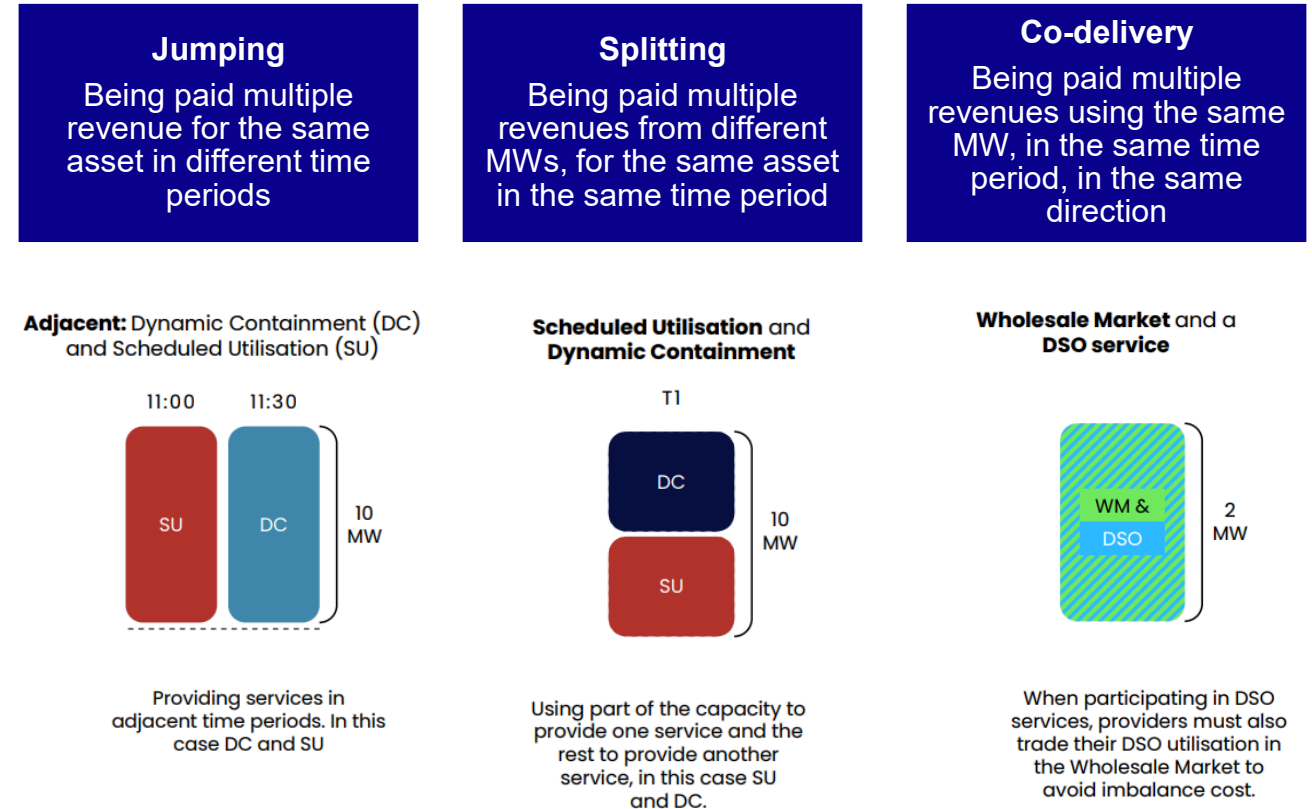 Jumping
Being paid multiple
revenue for the same
asset in different time
periods
Splitting
Being paid multiple
revenues from different
MWs, for the same asset
in the same time period
Co-delivery
Being paid multiple
revenues using the same
MW, in the same time
period, in the same
direction
Adjacent: Dynamic Containment (DC)
and Scheduled Utilisation (SU)
11:00 11:30
SU DC
10
MW
Providing services in
adjacent time periods. In this
case DC and SU
Scheduled Utilisation and
Dynamic Containment
T1
DC
SU
10
MW
Using part of the capacity to
provide one service and the
rest to provide another
service, in this case SU
and DC.
Wholesale Market and a
DSO service
WM &
DSO
2
MW
When participating in DSO
services, providers must also
trade their DSO utilisation in
the Wholesale Market to
avoid imbalance cost.